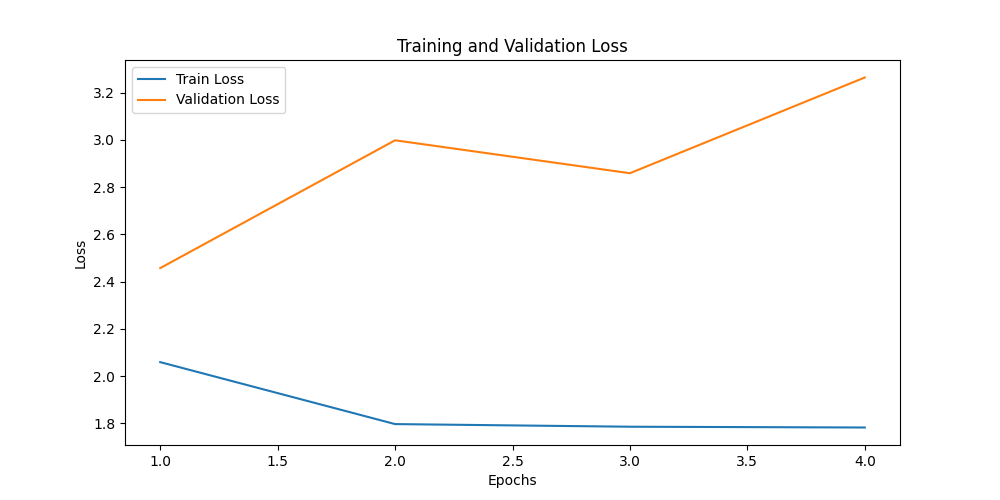 Training and Validation Loss
Train Loss
Validation Loss
3.2
3.0
2.8
2.6
2.4
2.2
2.0
1.8
Loss
1.0 1.5 2.0 2.5 3.0 3.5 4.0
Epochs